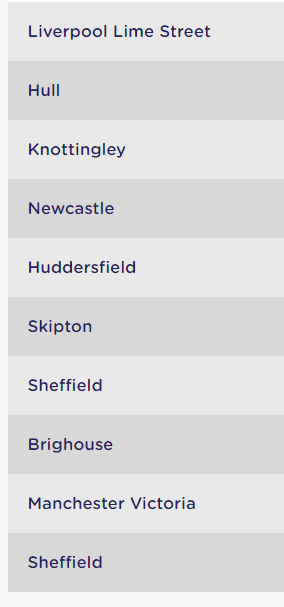 Liverpool Lime Street
Hull
Knottingley
Newcastle
Huddersfield
Skipton
Sheffield
Brighouse
Manchester Victoria
Sheffield